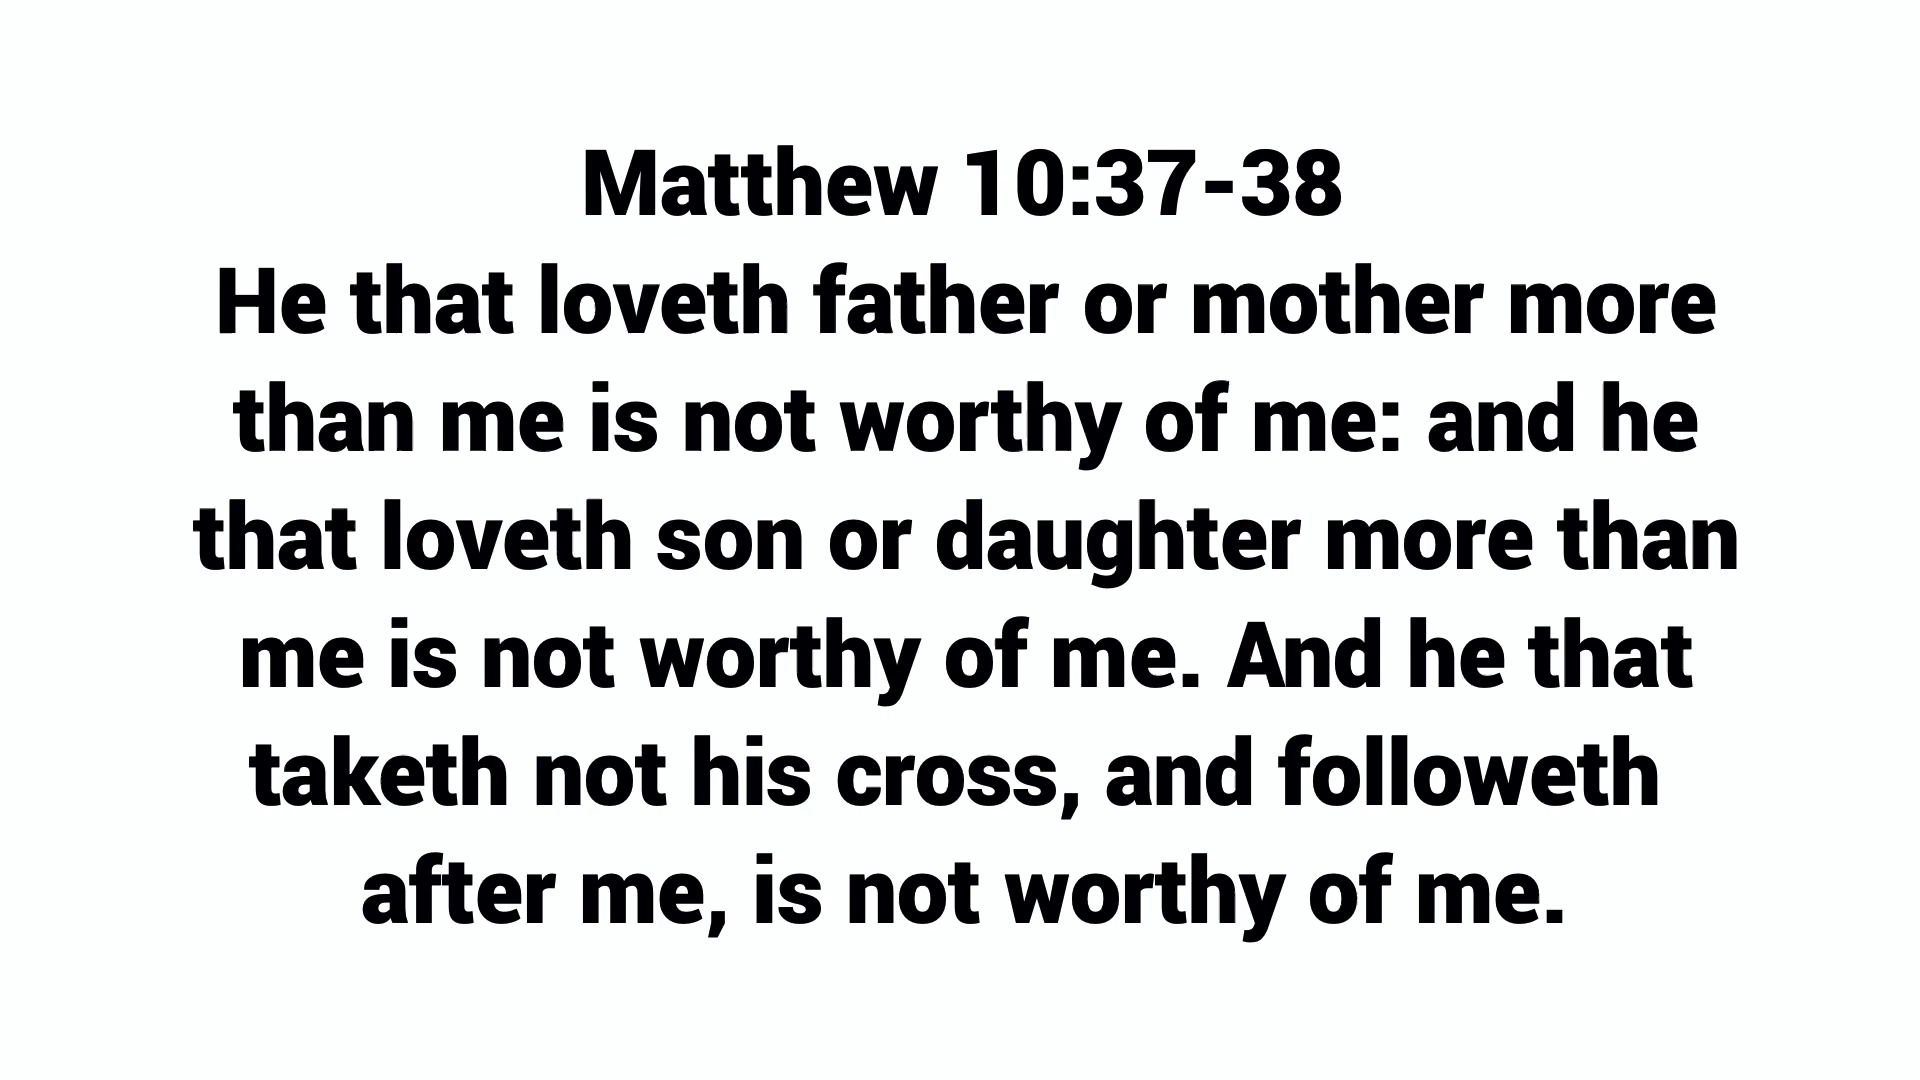 Matthew 10:37-38
He that loveth father or mother more
than me is not worthy of me: and he
that loveth son or daughter more than
me is not worthy of me. And he that
taketh not his cross, and followeth
after me, is not worthy of me.